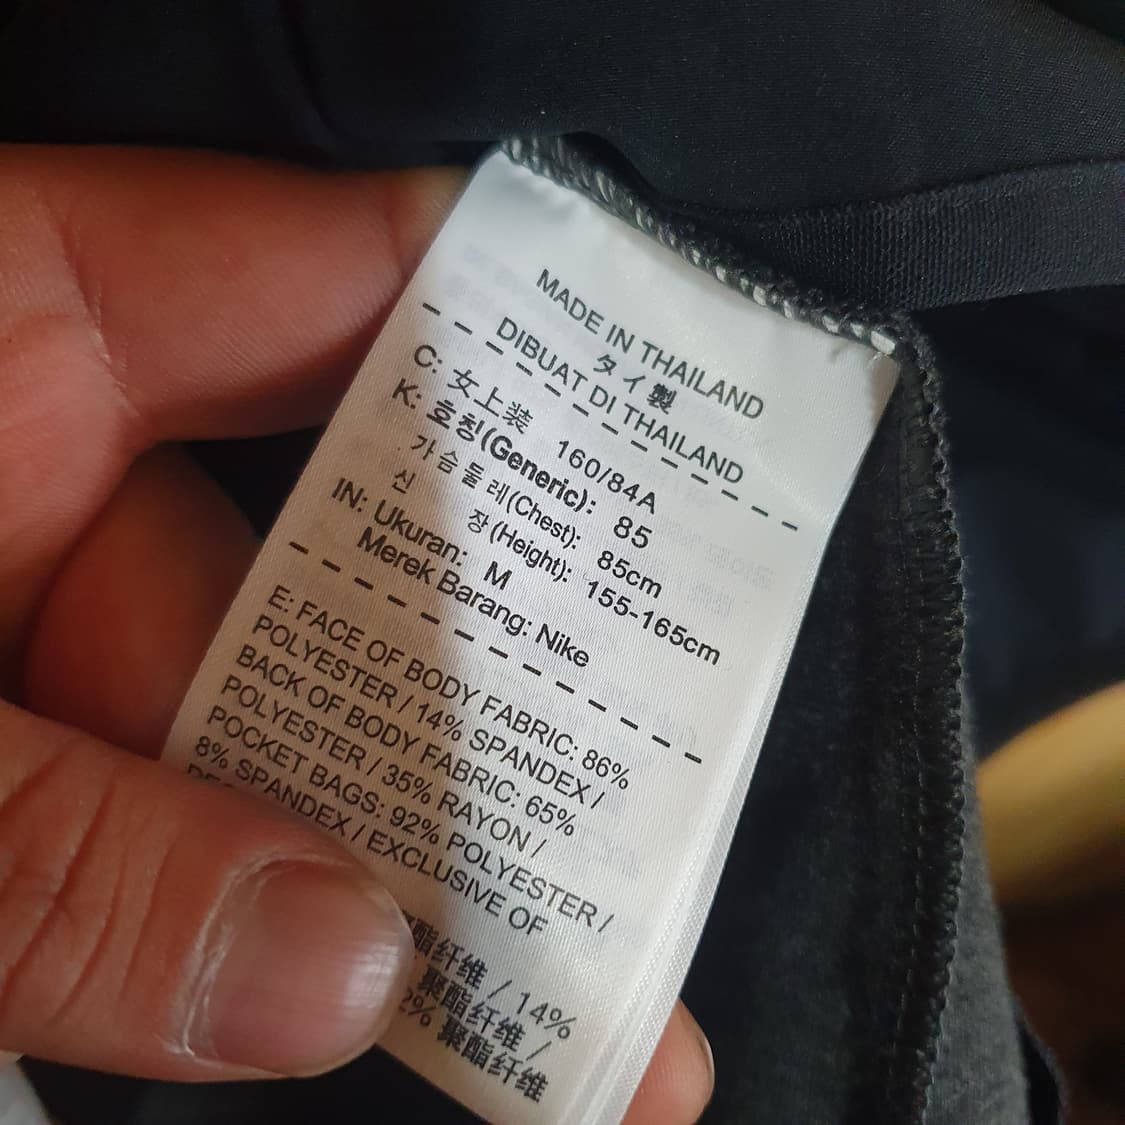 MADE IN THAILAND
タイ製
DIBUAT DI THAILAND
C: 女上装 160/84A
K: 호칭(Generic): 85
가슴둘레(Chest): 85cm
신 장 (Height): 155-165cm
IN: Ukuran: M
Merek Barang: Nike
E: FACE OF BODY FABRIC: 86%
POLYESTER / 14% SPANDEX /
BACK OF BODY FABRIC: 65%
POLYESTER / 35% RAYON /
POCKET BAGS: 92% POLYESTER /
8% SPANDEX / EXCLUSIVE OF
聚酯纤维 / 14%
聚酯纤维 /
聚酯纤维